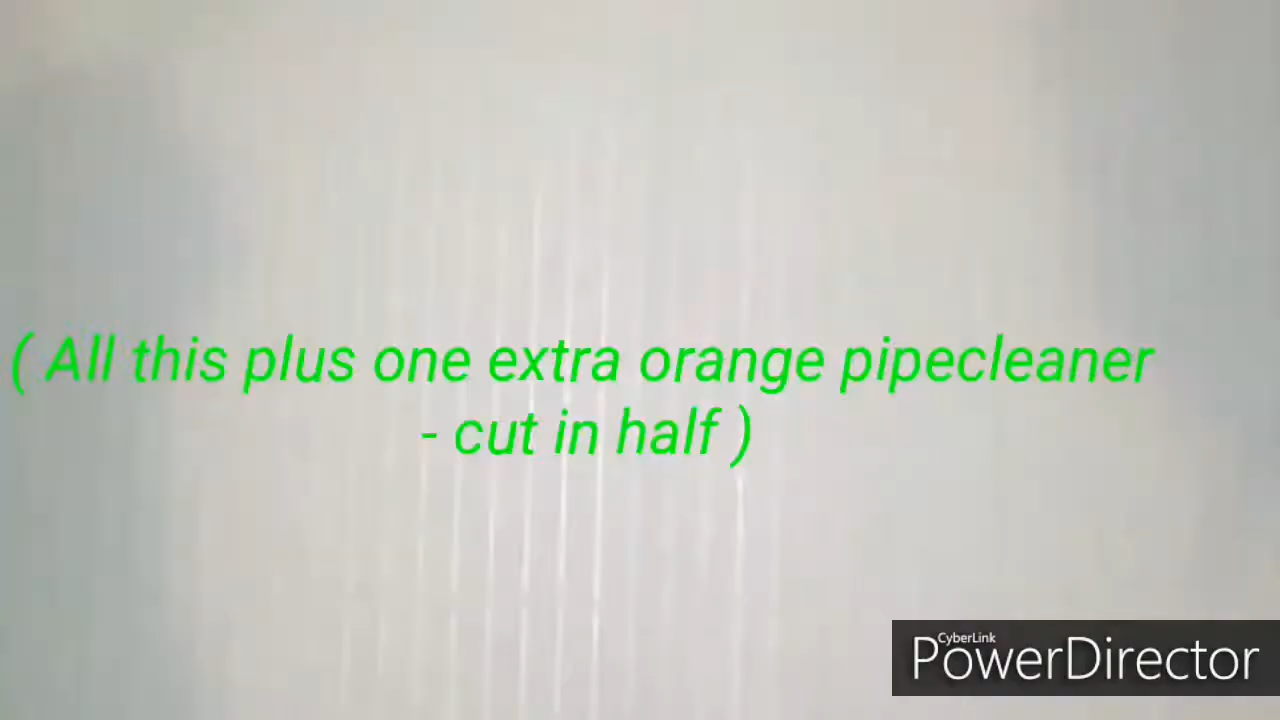 ( All this plus one extra orange pipecleaner
- cut in half )
CyberLink
PowerDirector